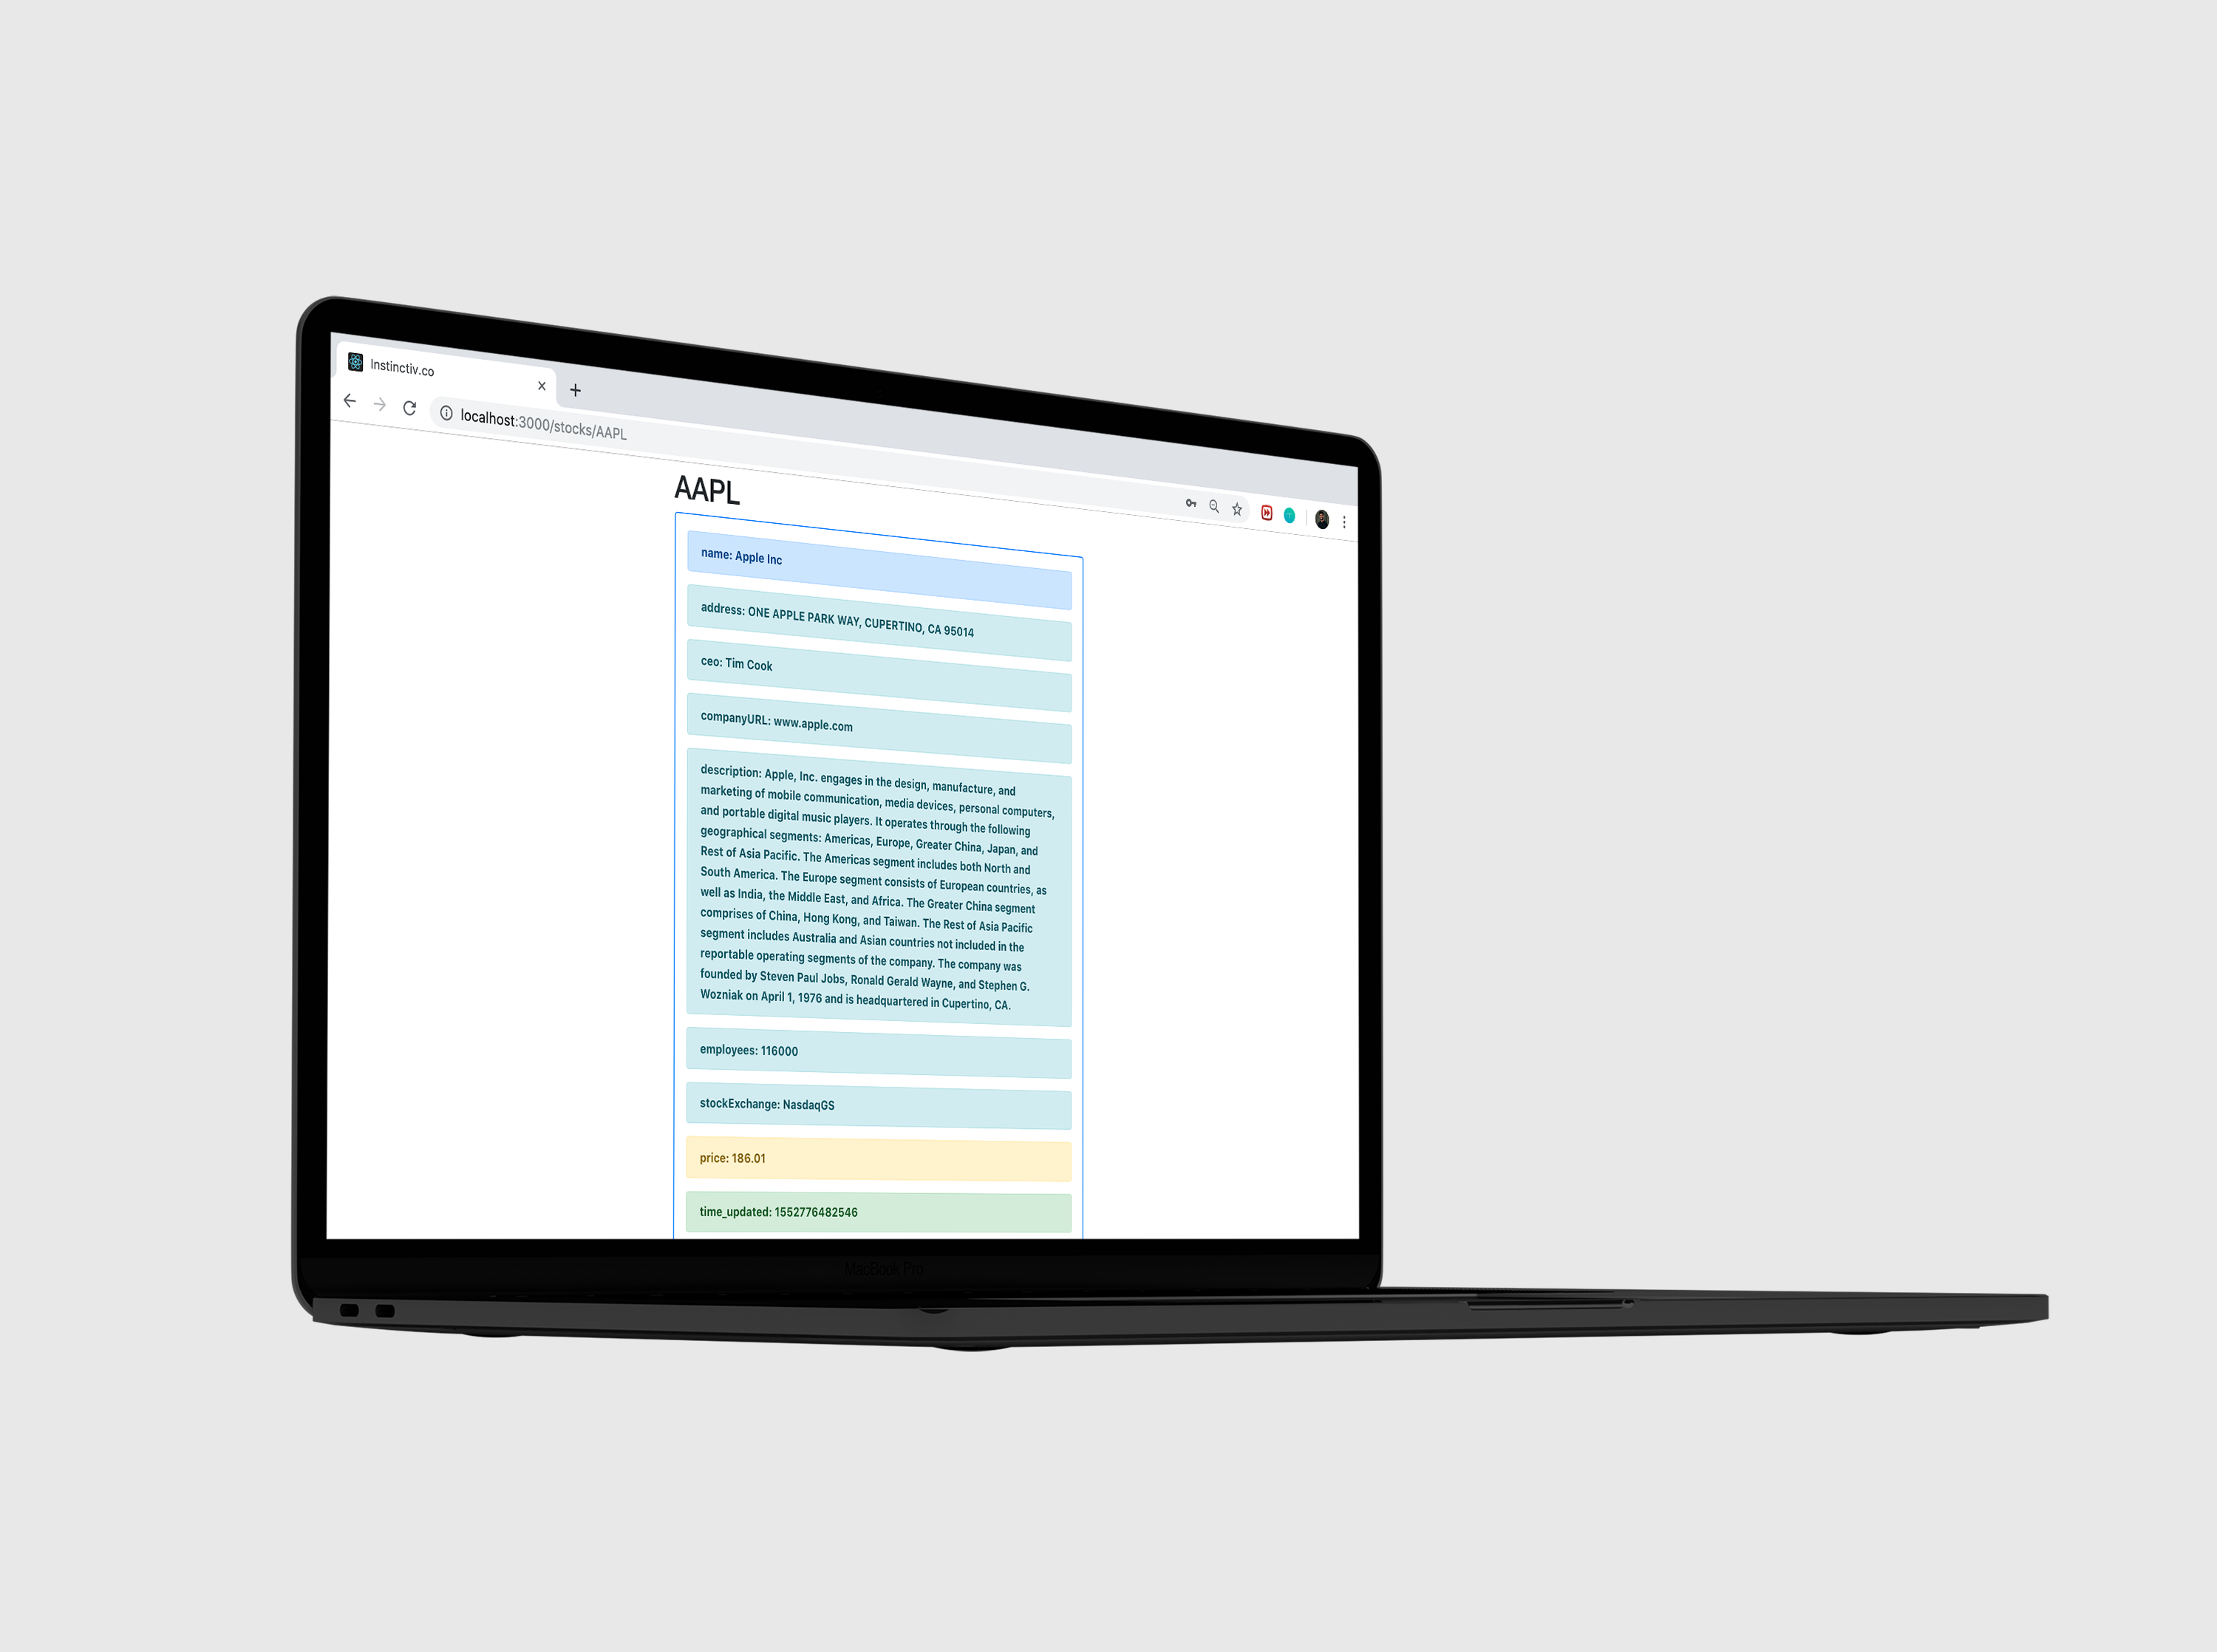 Instinctiv.co
localhost:3000/stocks/AAPL
AAPL
name: Apple Inc
address: ONE APPLE PARK WAY, CUPERTINO, CA 95014
ceo: Tim Cook
companyURL: www.apple.com
description: Apple, Inc. engages in the design, manufacture, and
marketing of mobile communication, media devices, personal computers,
and portable digital music players. It operates through the following
geographical segments: Americas, Europe, Greater China, Japan, and
Rest of Asia Pacific. The Americas segment includes both North and
South America. The Europe segment consists of European countries, as
well as India, the Middle East, and Africa. The Greater China segment
comprises of China, Hong Kong, and Taiwan. The Rest of Asia Pacific
segment includes Australia and Asian countries not included in the
reportable operating segments of the company. The company was
founded by Steven Paul Jobs, Ronald Gerald Wayne, and Stephen G.
Wozniak on April 1, 1976 and is headquartered in Cupertino, CA.
employees: 116000
stockExchange: NasdaqGS
price: 186.01
time_updated: 1552776482546
MacBook Pro